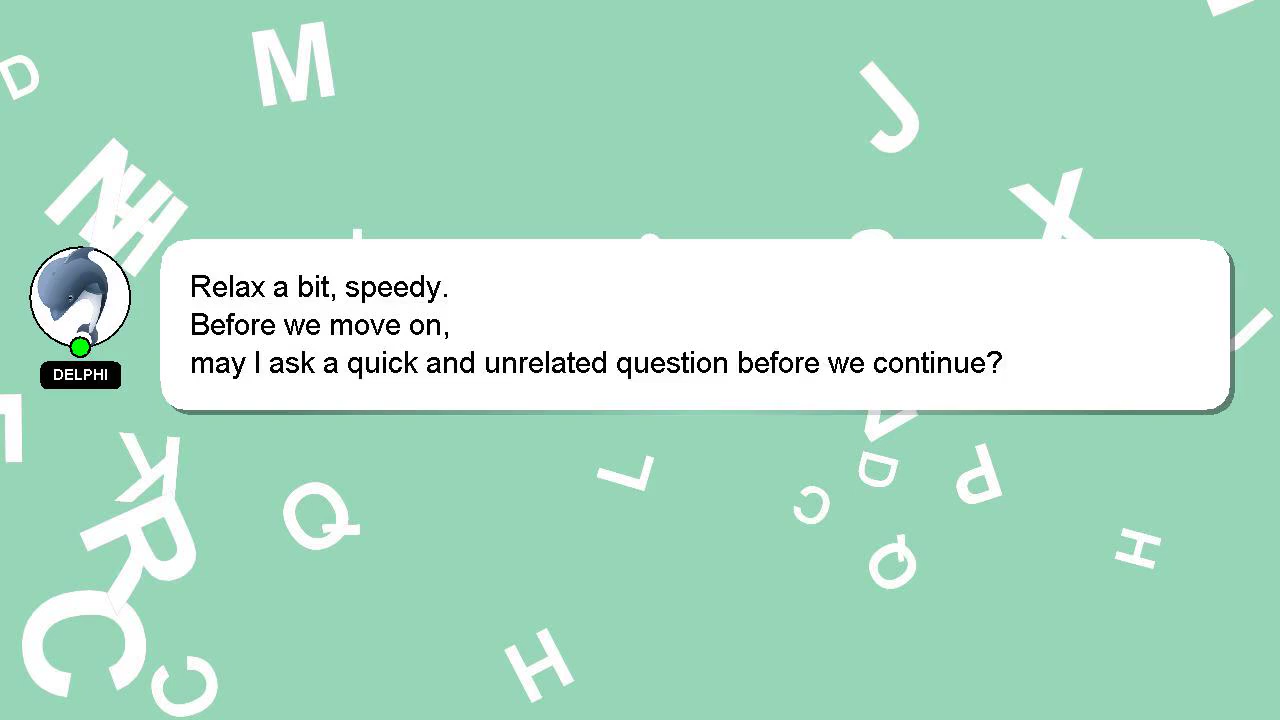 M
J
D
N
H
X
Relax a bit, speedy.
Before we move on,
may I ask a quick and unrelated question before we continue?
DELPHI
R
Q
L
C
D
P
Q
H
C
C
H